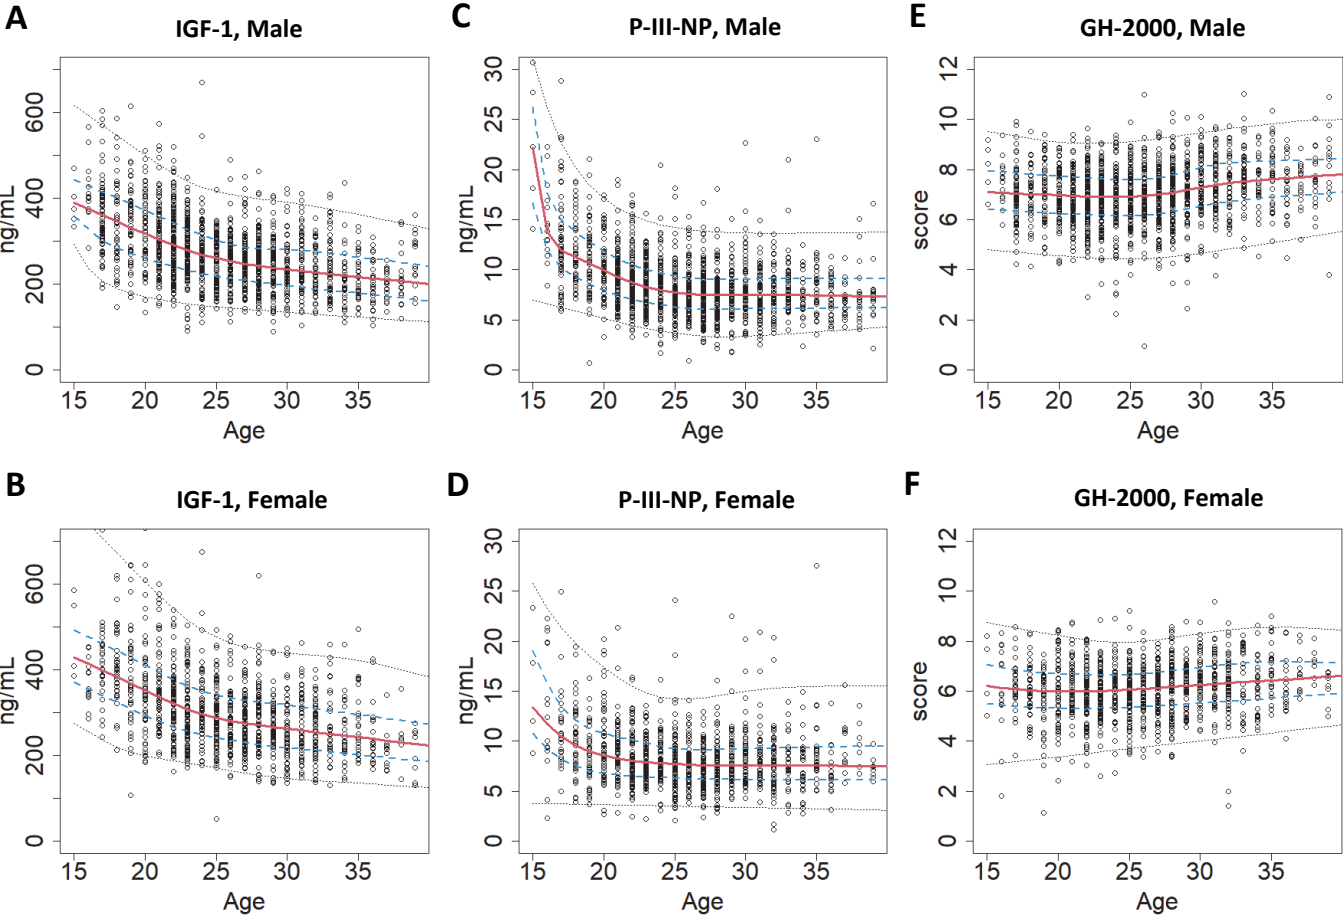 A
IGF-1, Male
ng/mL
0
200
400
600
15
20
25
30
35
Age
C
P-III-NP, Male
ng/mL
0
5
10
15
20
25
30
15
20
25
30
35
Age
E
GH-2000, Male
score
0
2
4
6
8
10
12
15
20
25
30
35
Age
B
IGF-1, Female
ng/mL
0
200
400
600
15
20
25
30
35
Age
D
P-III-NP, Female
ng/mL
0
5
10
15
20
25
30
15
20
25
30
35
Age
F
GH-2000, Female
score
0
2
4
6
8
10
12
15
20
25
30
35
Age